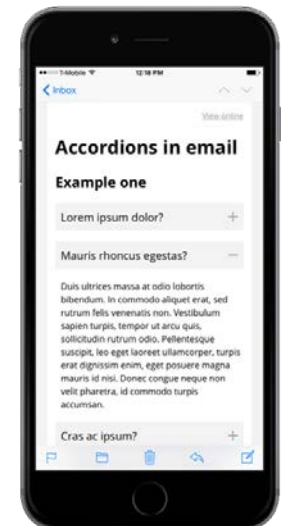 T-Mobile 12:18 PM
Inbox
View online
Accordions in email
Example one
Lorem ipsum dolor? +
Mauris rhoncus egestas? −
Duis ultrices massa at odio lobortis
bibendum. In commodo aliquet erat, sed
rutrum felis venenatis non. Vestibulum
sapien turpis, tempor ut arcu quis,
sollicitudin rutrum odio. Pellentesque
suscipit, leo eget laoreet ullamcorper, turpis
erat dignissim enim, eget posuere magna
mauris id nisi. Donec congue neque non
velit pharetra, id commodo turpis
accumsan.
Cras ac ipsum? +